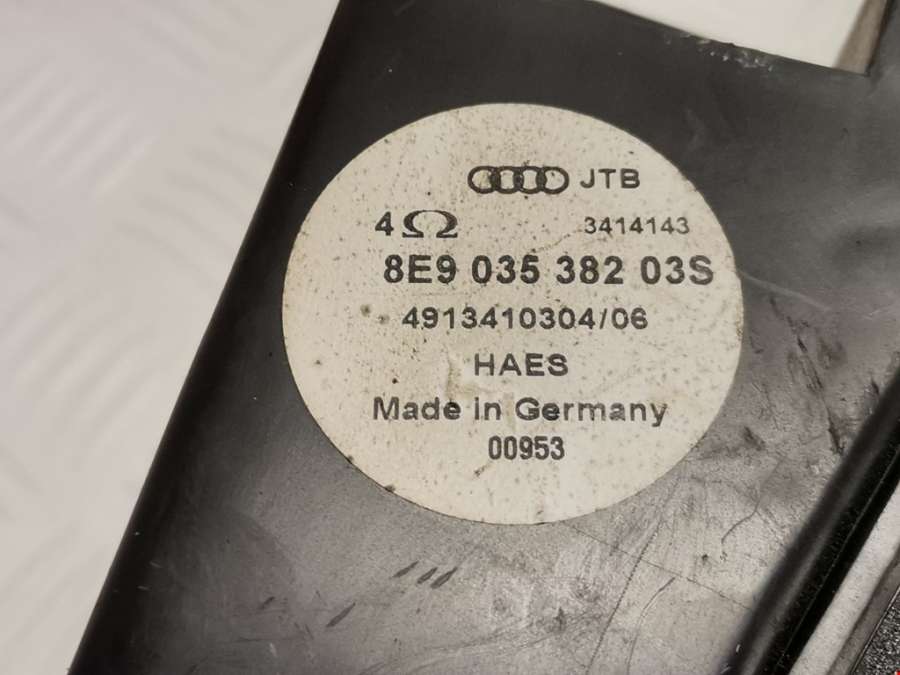 JTB
4Ω 3414143
8E9 035 382 03S
4913410304/06
HAES
Made in Germany
00953